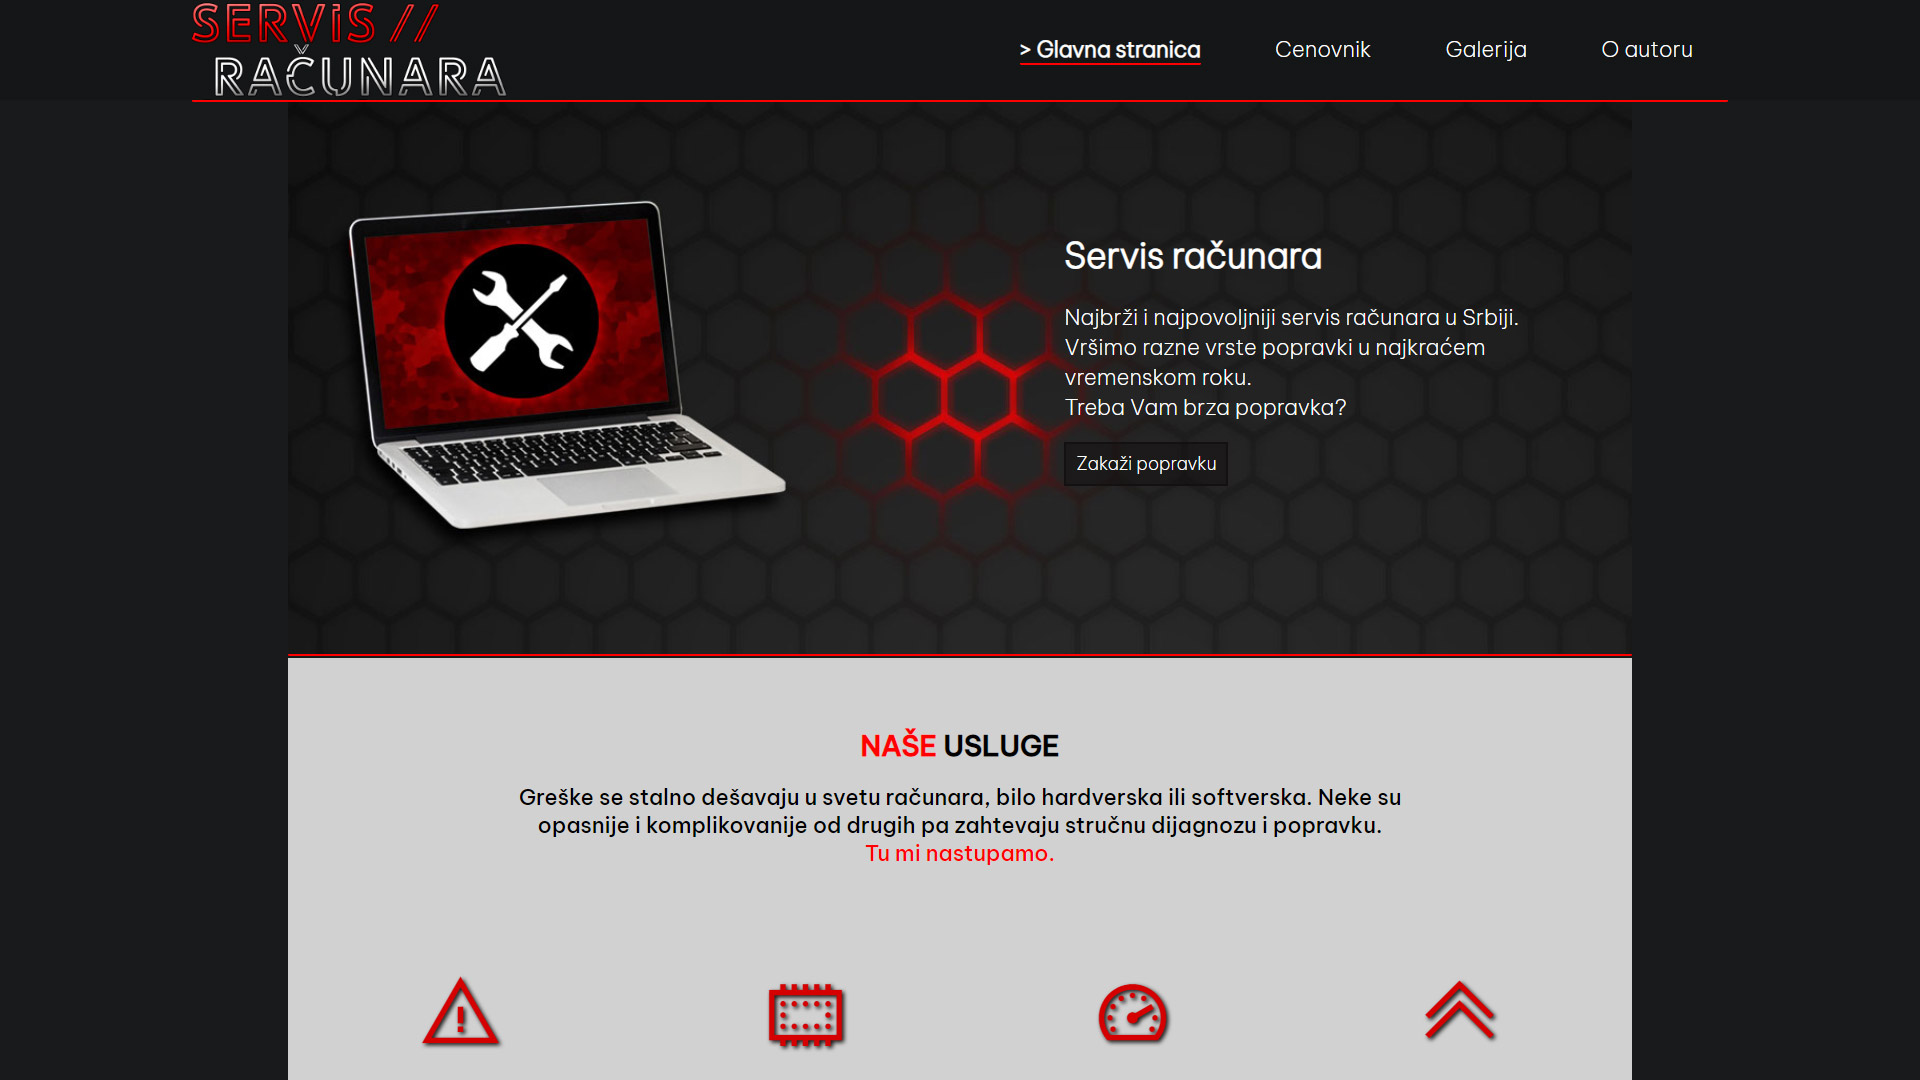 SERViS //
RAČUNARA
> Glavna stranica
Cenovnik
Galerija
O autoru
Servis računara
Najbrži i najpovoljniji servis računara u Srbiji.
Vršimo razne vrste popravki u najkraćem
vremenskom roku.
Treba Vam brza popravka?
Zakaži popravku
NAŠE USLUGE
Greške se stalno dešavaju u svetu računara, bilo hardverska ili softverska. Neke su
opasnije i komplikovanije od drugih pa zahtevaju stručnu dijagnozu i popravku.
Tu mi nastupamo.